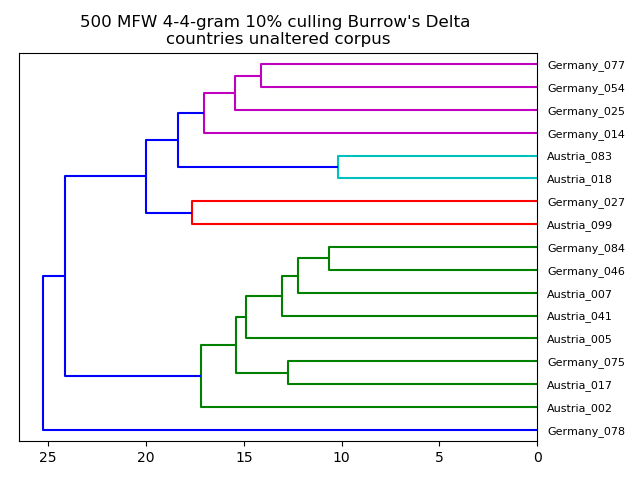 500 MFW 4-4-gram 10% culling Burrow's Delta
countries unaltered corpus
Germany_077
Germany_054
Germany_025
Germany_014
Austria_083
Austria_018
Germany_027
Austria_099
Germany_084
Germany_046
Austria_007
Austria_041
Austria_005
Germany_075
Austria_017
Austria_002
Germany_078
25 20 15 10 5 0